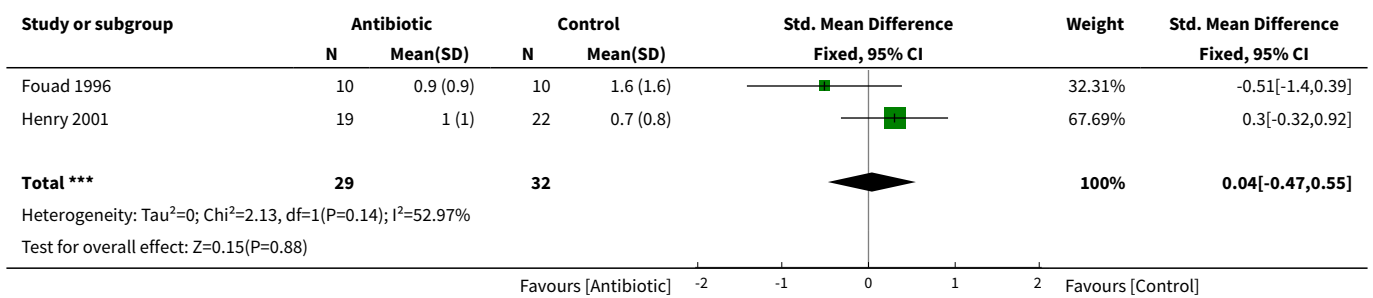 Study or subgroup Antibiotic Control Std. Mean Difference Weight Std. Mean Difference
N Mean(SD) N Mean(SD) Fixed, 95% CI Fixed, 95% CI
Fouad 1996 10 0.9 (0.9) 10 1.6 (1.6) 32.31% -0.51[-1.4,0.39]
Henry 2001 19 1 (1) 22 0.7 (0.8) 67.69% 0.3[-0.32,0.92]
Total *** 29 32 100% 0.04[-0.47,0.55]
Heterogeneity: Tau²=0; Chi²=2.13, df=1(P=0.14); I²=52.97%
Test for overall effect: Z=0.15(P=0.88)
Favours [Antibiotic] -2 -1 0 1 2 Favours [Control]